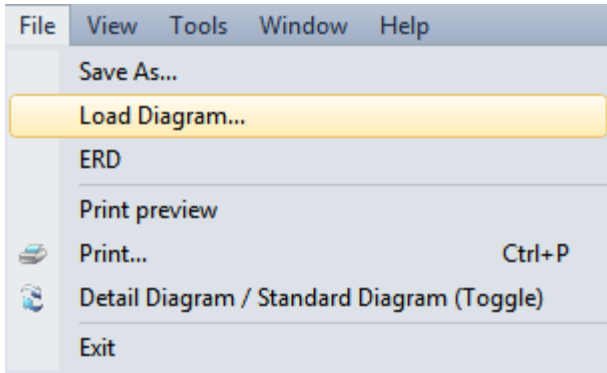 File View Tools Window Help
Save As...
Load Diagram...
ERD
Print preview
Print... Ctrl+P
Detail Diagram / Standard Diagram (Toggle)
Exit